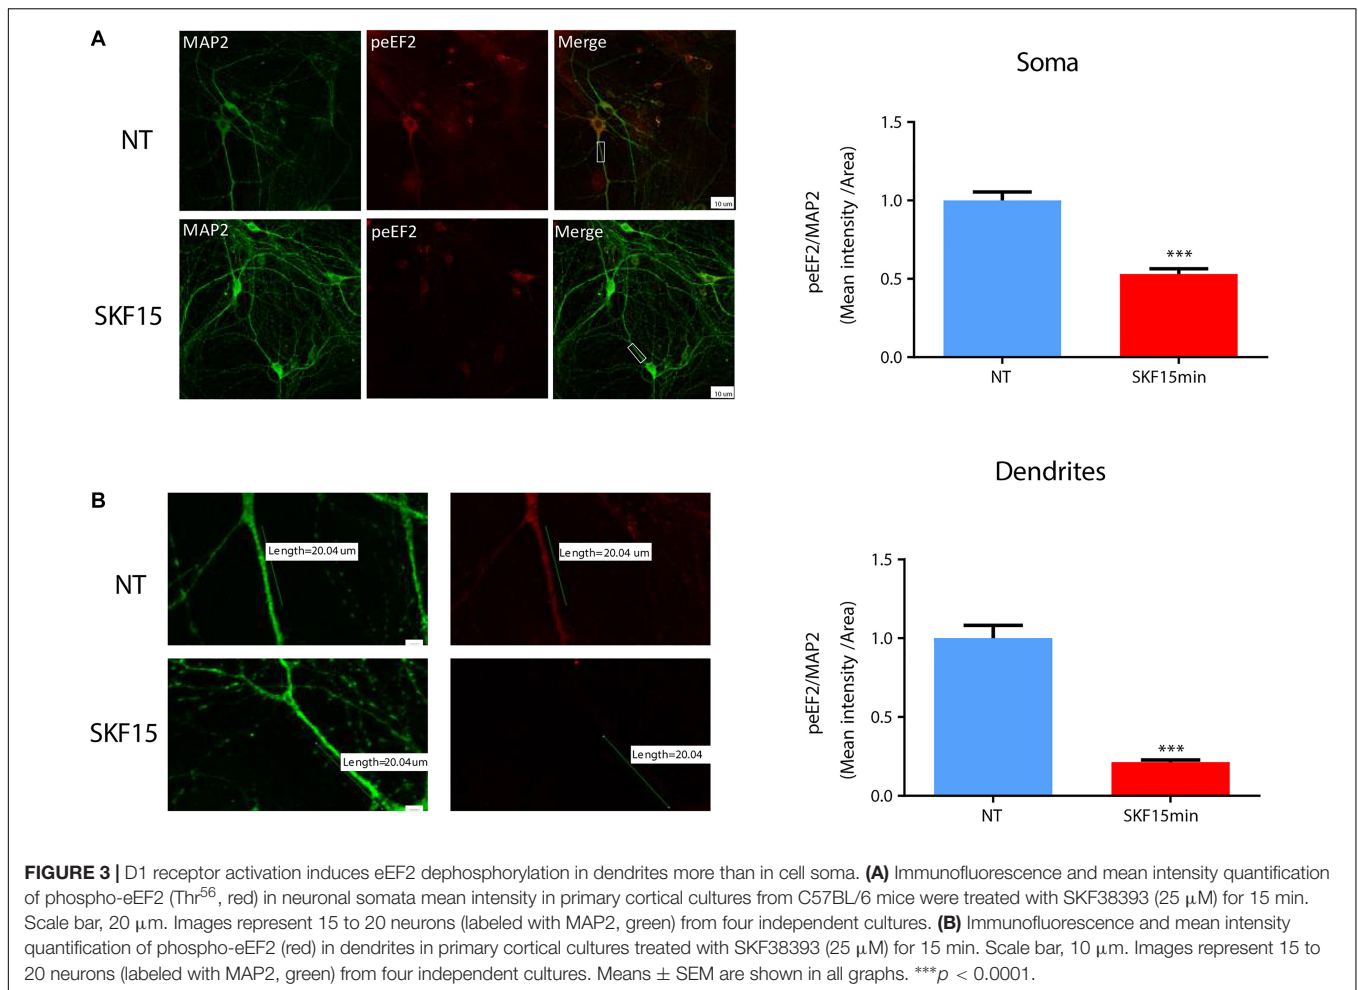 A
MAP2
peEF2
Merge
NT
10 um
MAP2
peEF2
Merge
SKF15
10 um
Soma
peEF2/MAP2
(Mean intensity /Area)
1.5
1.0
0.5
0.0
***
NT
SKF15min
B
NT
Length=20.04 um
Length=20.04 um
SKF15
Length=20.04um
Length=20.04
Dendrites
peEF2/MAP2
(Mean intensity /Area)
1.5
1.0
0.5
0.0
***
NT
SKF15min
FIGURE 3 | D1 receptor activation induces eEF2 dephosphorylation in dendrites more than in cell soma. (A) Immunofluorescence and mean intensity quantification
of phospho-eEF2 (Thr⁵⁶, red) in neuronal somata mean intensity in primary cortical cultures from C57BL/6 mice were treated with SKF38393 (25 μM) for 15 min.
Scale bar, 20 μm. Images represent 15 to 20 neurons (labeled with MAP2, green) from four independent cultures. (B) Immunofluorescence and mean intensity
quantification of phospho-eEF2 (red) in dendrites in primary cortical cultures treated with SKF38393 (25 μM) for 15 min. Scale bar, 10 μm. Images represent 15 to
20 neurons (labeled with MAP2, green) from four independent cultures. Means ± SEM are shown in all graphs. ***p < 0.0001.